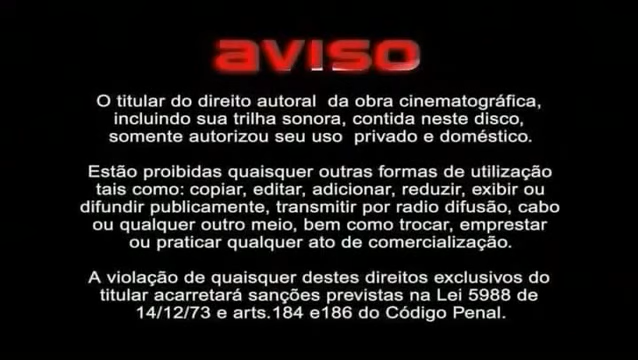 aviso
O titular do direito autoral da obra cinematográfica,
incluindo sua trilha sonora, contida neste disco,
somente autorizou seu uso privado e doméstico.
Estão proibidas quaisquer outras formas de utilização
tais como: copiar, editar, adicionar, reduzir, exibir ou
difundir publicamente, transmitir por radio difusão, cabo
ou qualquer outro meio, bem como trocar, emprestar
ou praticar qualquer ato de comercialização.
A violação de quaisquer destes direitos exclusivos do
titular acarretará sanções previstas na Lei 5988 de
14/12/73 e arts.184 e186 do Código Penal.